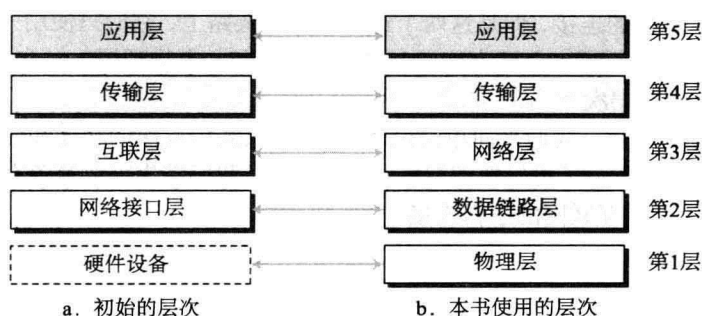 应用层 应用层 第5层
传输层 传输层 第4层
互联层 网络层 第3层
网络接口层 数据链路层 第2层
硬件设备 物理层 第1层
a. 初始的层次 b. 本书使用的层次